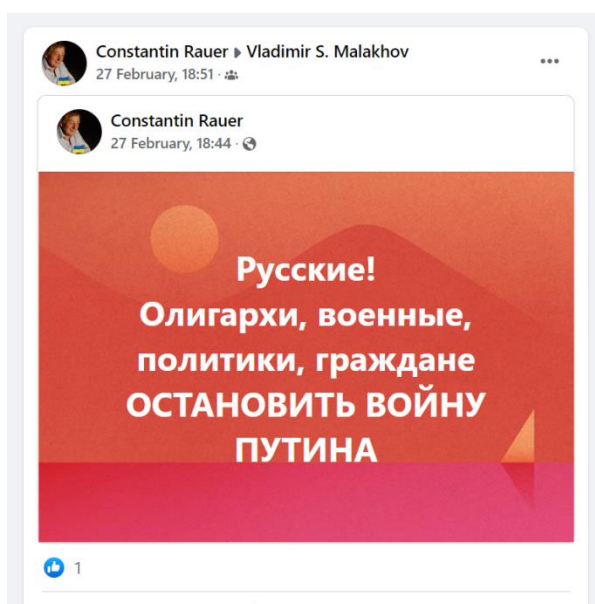 Constantin Rauer ▸ Vladimir S. Malakhov
27 February, 18:51 ·
Constantin Rauer
27 February, 18:44 ·
Русские!
Олигархи, военные,
политики, граждане
ОСТАНОВИТЬ ВОЙНУ
ПУТИНА
1